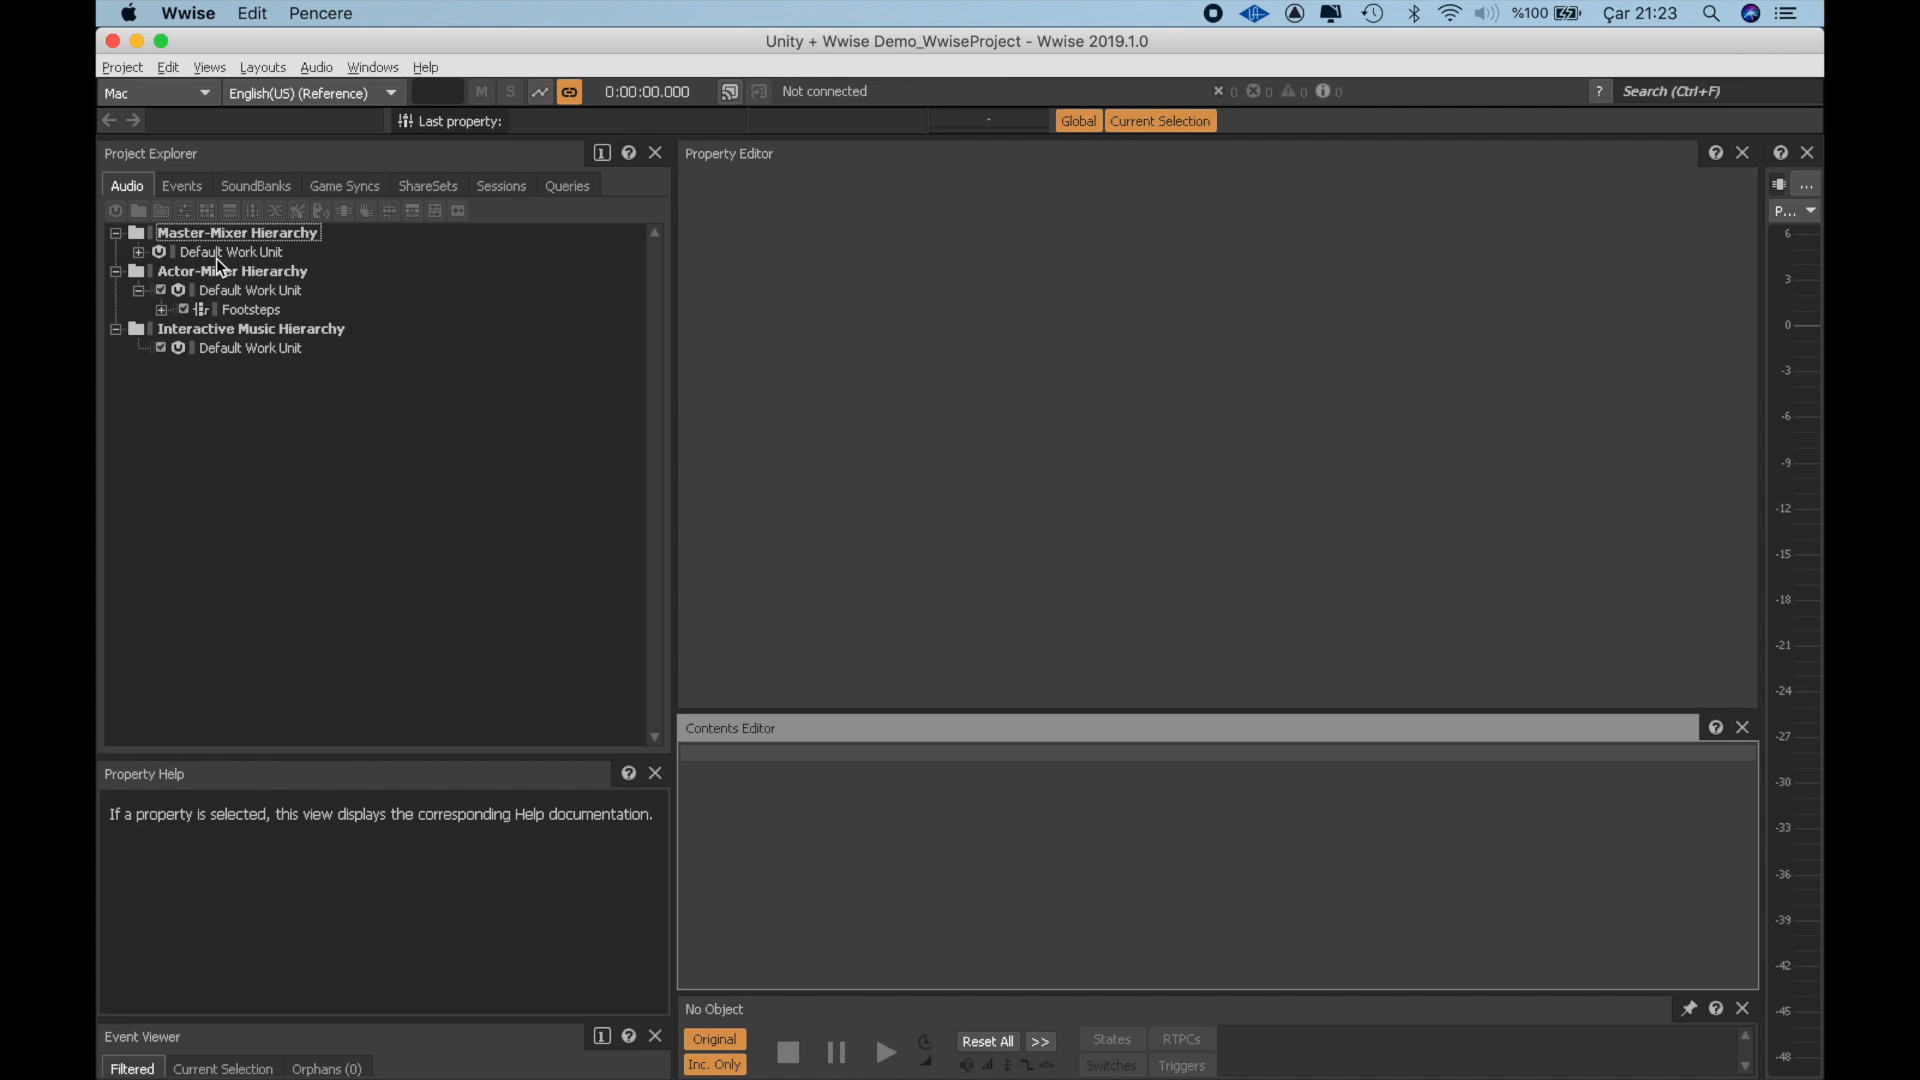 Wwise Edit Pencere %100 Çar 21:23
Unity + Wwise Demo_WwiseProject - Wwise 2019.1.0
Project Edit Views Layouts Audio Windows Help
Mac English(US) (Reference) M S 0:00:00.000 Not connected 0 0 0 0 ? Search (Ctrl+F)
Last property: - Global Current Selection
Project Explorer
Property Editor
Audio Events SoundBanks Game Syncs ShareSets Sessions Queries
...
P...
Master-Mixer Hierarchy
Default Work Unit
Actor-Mixer Hierarchy
Default Work Unit
Footsteps
Interactive Music Hierarchy
Default Work Unit
6
3
0
-3
-6
-9
-12
-15
-18
-21
-24
-27
-30
-33
-36
-39
-42
-45
-48
Contents Editor
Property Help
If a property is selected, this view displays the corresponding Help documentation.
No Object
Event Viewer
Original
Inc. Only
Reset All >>
States RTPCs
Switches Triggers
Filtered Current Selection Orphans (0)